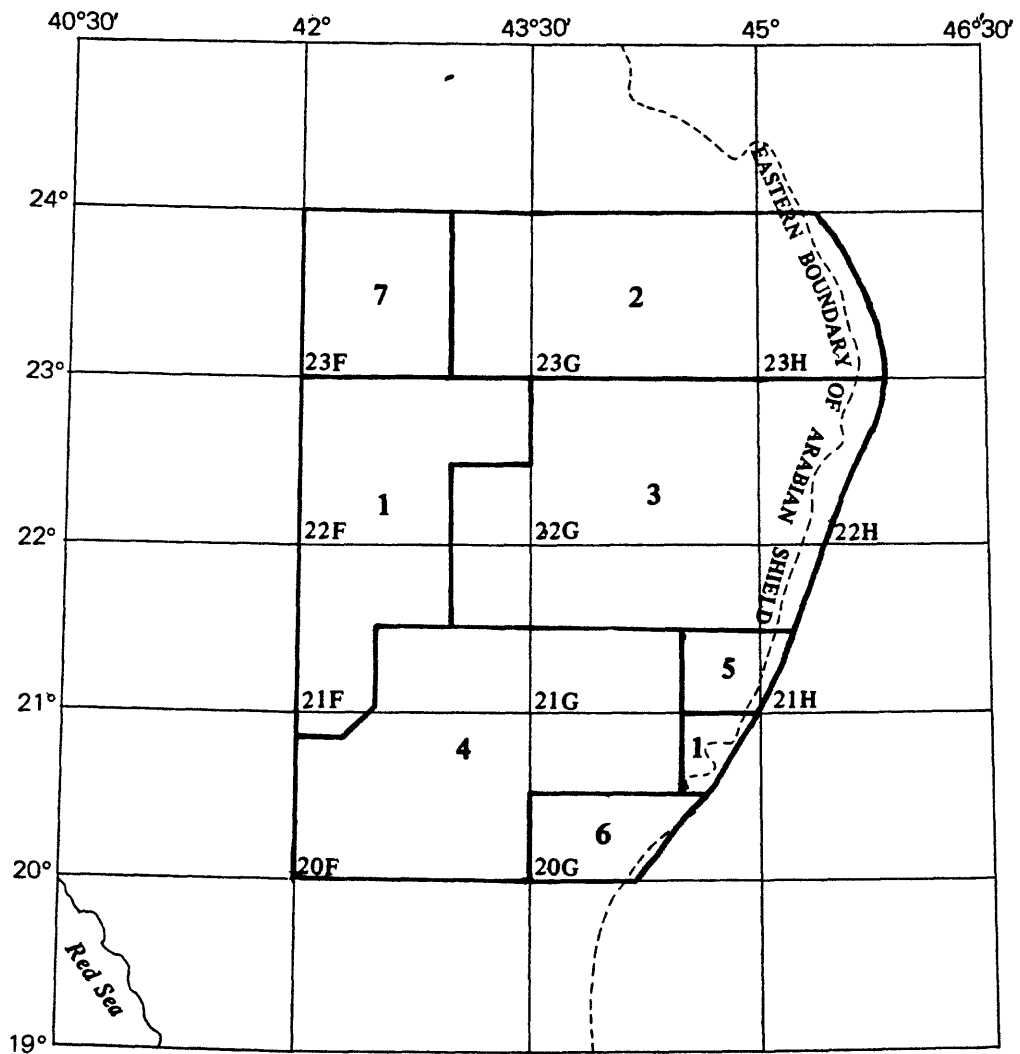 40°30′ 42° 43°30′ 45° 46°30′
24°
EASTERN BOUNDARY OF ARABIAN SHIELD
7 2
23F 23G 23H
23°
1 3
22F 22G 22H
22°
5
21F 21G 21H
21°
4 1
6
20F 20G
20°
Red Sea
19°